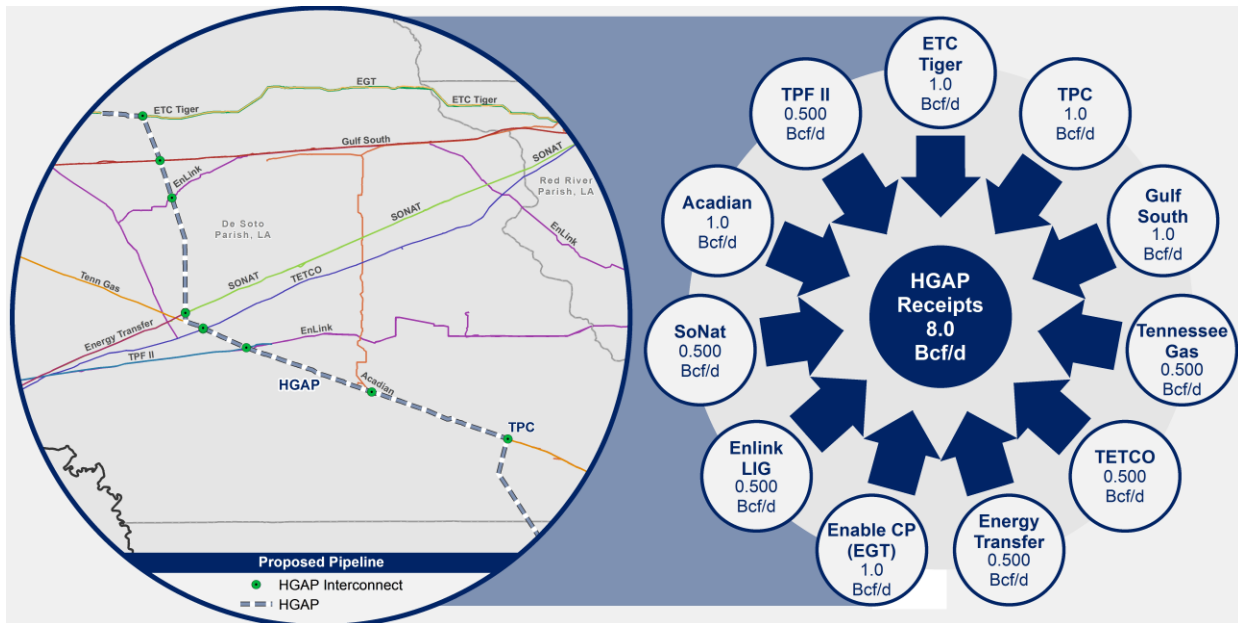 EGT
ETC Tiger
ETC Tiger
Gulf South
SONAT
EnLink
Red River
Parish, LA
De Soto
Parish, LA
SONAT
EnLink
Tenn Gas
SONAT
TETCO
Energy Transfer
EnLink
TPF II
HGAP
Acadian
TPC
Proposed Pipeline
HGAP Interconnect
HGAP
ETC
Tiger
1.0
Bcf/d
TPF II
0.500
Bcf/d
TPC
1.0
Bcf/d
Acadian
1.0
Bcf/d
Gulf
South
1.0
Bcf/d
HGAP
Receipts
8.0
Bcf/d
SoNat
0.500
Bcf/d
Tennessee
Gas
0.500
Bcf/d
Enlink
LIG
0.500
Bcf/d
TETCO
0.500
Bcf/d
Enable CP
(EGT)
1.0
Bcf/d
Energy
Transfer
0.500
Bcf/d